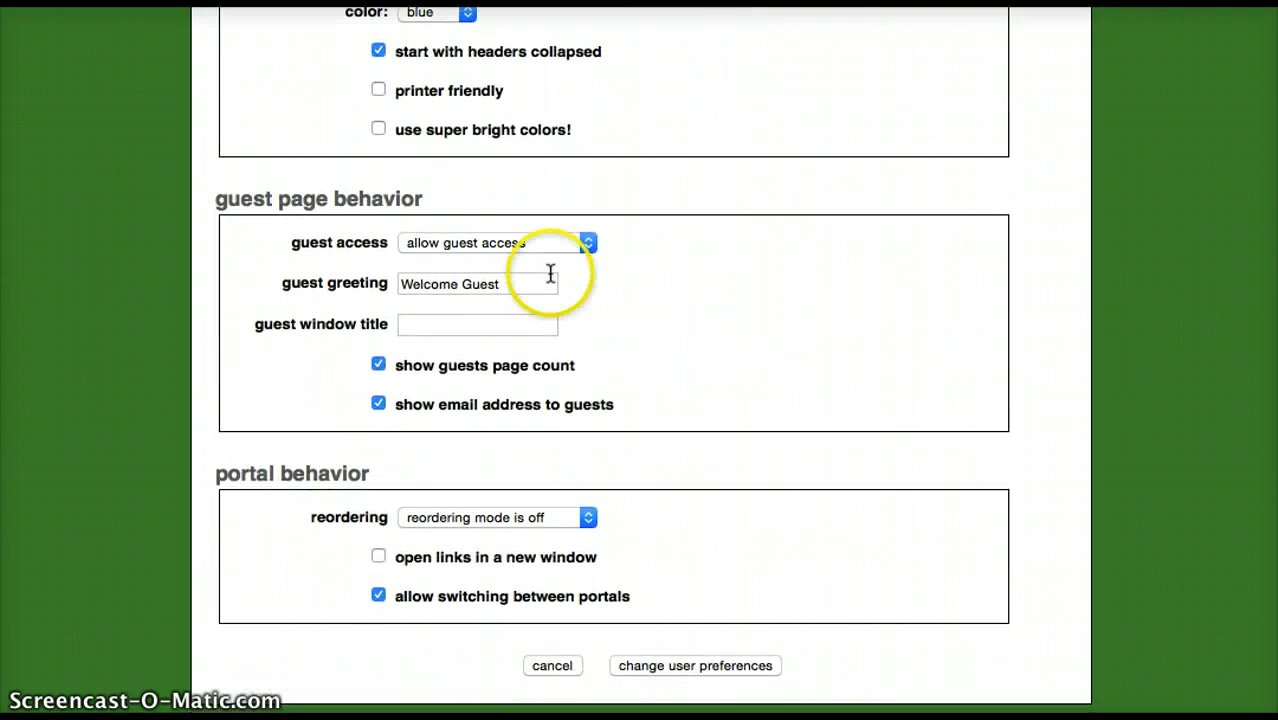 color: blue
start with headers collapsed
printer friendly
use super bright colors!
guest page behavior
guest access allow guest access
guest greeting Welcome Guest
guest window title
show guests page count
show email address to guests
portal behavior
reordering reordering mode is off
open links in a new window
allow switching between portals
cancel change user preferences
Screencast-O-Matic.com